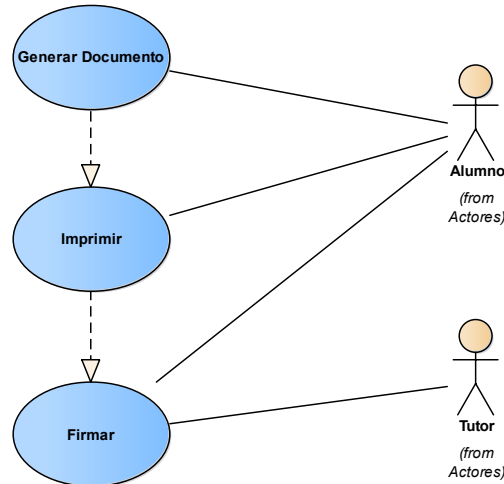 Generar Documento
Alumno
(from
Actores)
Imprimir
Firmar
Tutor
(from
Actores)